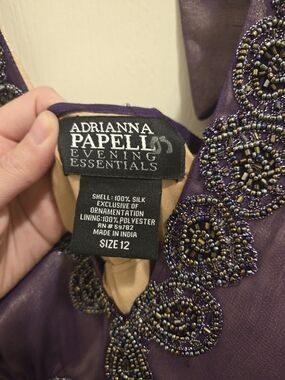 ADRIANNA
PAPELL
EVENING
ESSENTIALS
SHELL: 100% SILK
EXCLUSIVE OF
ORNAMENTATION
LINING: 100% POLYESTER
RN # 59782
MADE IN INDIA
SIZE 12